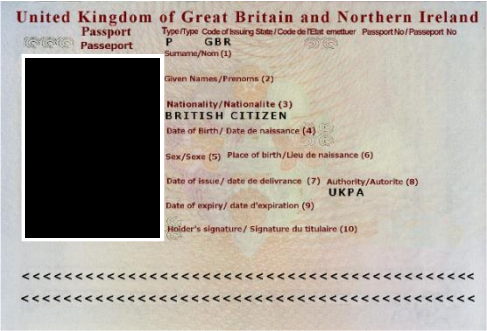 United Kingdom of Great Britain and Northern Ireland
Passport Type/Type Code of Issuing State/Code de l'Etat emettuer Passport No/Passeport No
Passeport P GBR
Surname/Nom (1)
Given Names/Prenoms (2)
Nationality/Nationalite (3)
BRITISH CITIZEN
Date of Birth/ Date de naissance (4)
Sex/Sexe (5) Place of birth/Lieu de naissance (6)
Date of issue/ date de delivrance (7) Authority/Autorite (8)
UKPA
Date of expiry/ date d'expiration (9)
Holder's signature/ Signature du titulaire (10)
<<<<<<<<<<<<<<<<<<<<<<<<<<<<<<<<<<<<<<<<<<<<
<<<<<<<<<<<<<<<<<<<<<<<<<<<<<<<<<<<<<<<<<<<<